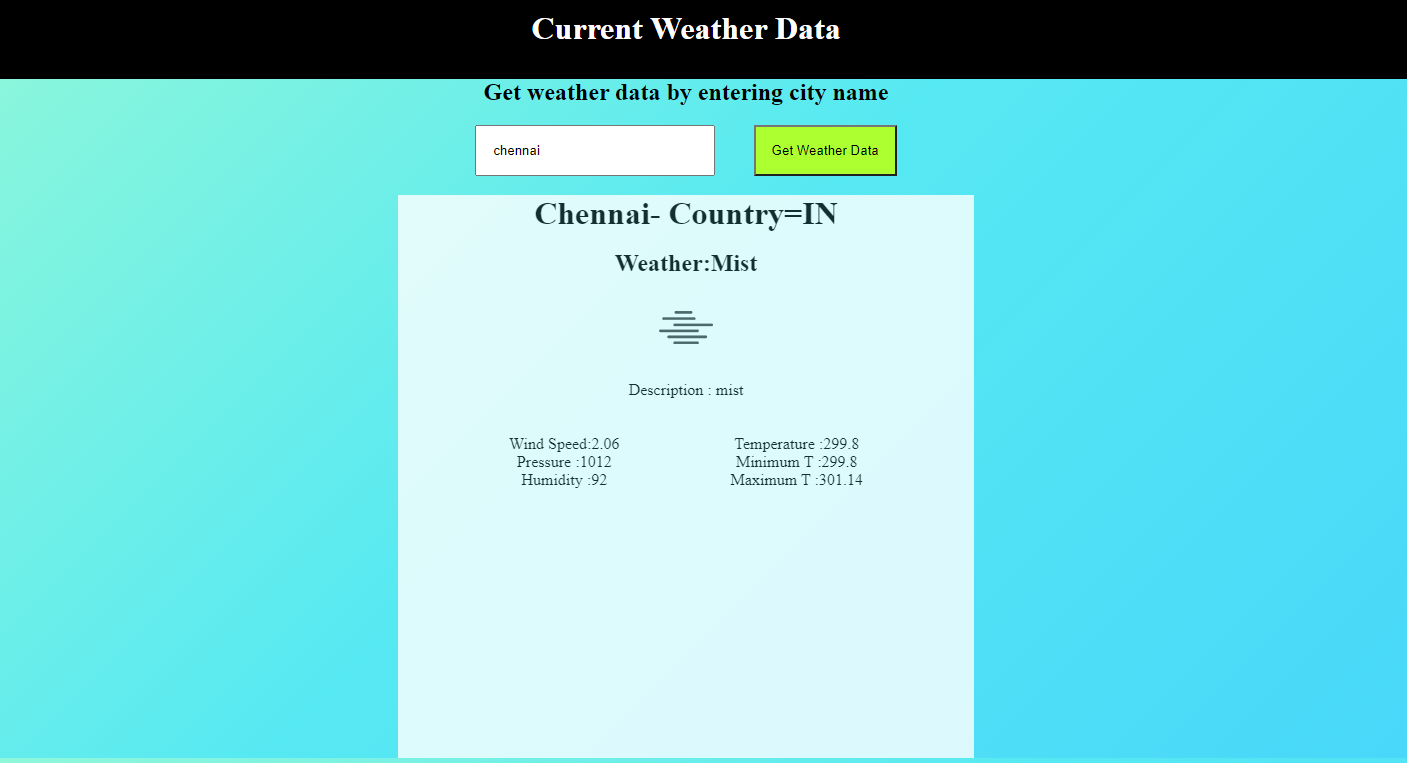 Current Weather Data
Get weather data by entering city name
chennai
Get Weather Data
Chennai- Country=IN
Weather:Mist
Description : mist
Wind Speed:2.06
Pressure :1012
Humidity :92
Temperature :299.8
Minimum T :299.8
Maximum T :301.14